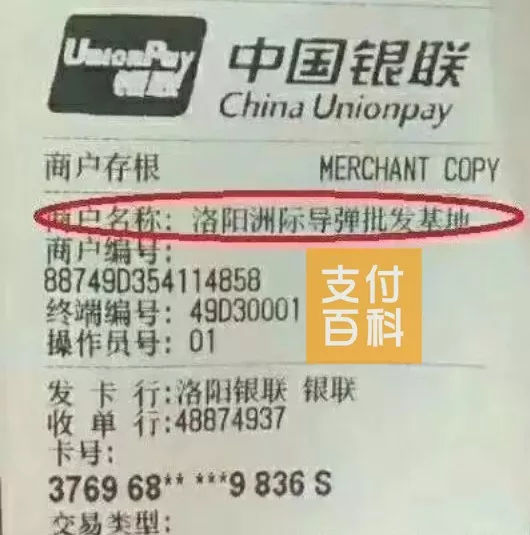 UnionPay
银联
中国银联
China Unionpay
商户存根 MERCHANT COPY
商户名称: 洛阳洲际导弹批发基地
商户编号:
88749D354114858
终端编号: 49D30001
操作员号: 01
支付
百科
发 卡 行:洛阳银联 银联
收 单 行:48874937
卡号:
3769 68** ***9 836 S
交易类型: